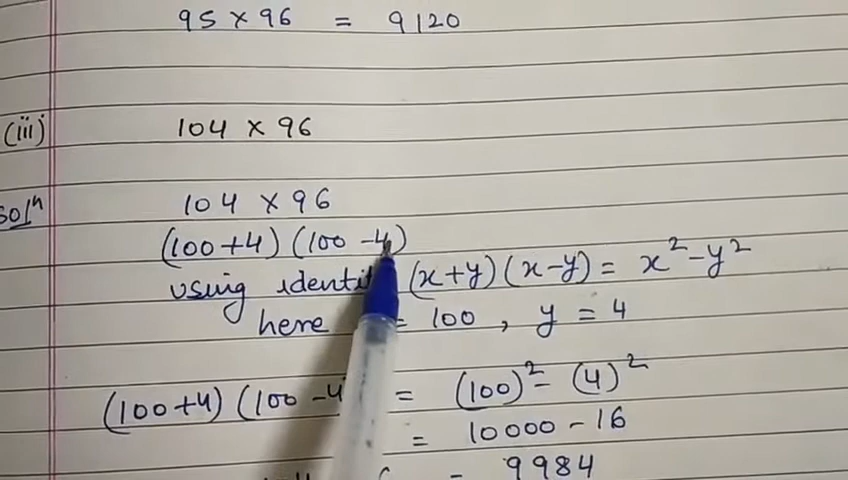 95 × 96 = 9120
(iii) 104 × 96
Solⁿ 104 × 96
(100 + 4) (100 - 4)
using (x+y) (x-y) = x² - y²
here = 100 , y = 4
(100+4) (100 - 4 = (100)² - (4)²
= 10000 - 16
= 9984